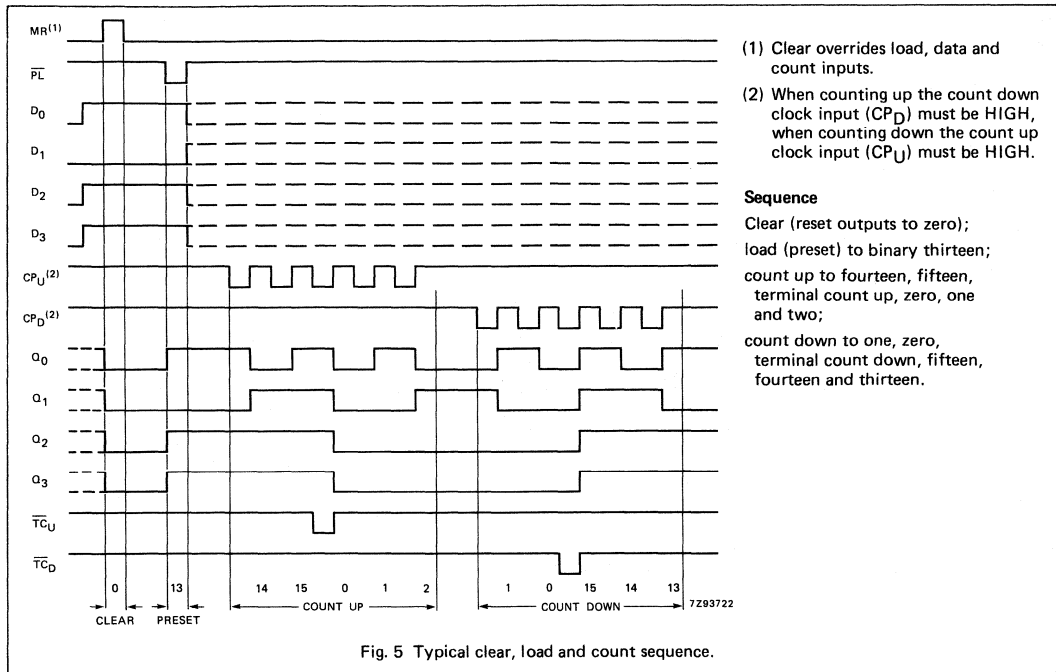 MR(1)
PL
D0
D1
D2
D3
CPU(2)
CPD(2)
Q0
Q1
Q2
Q3
TCU
TCD
0 13 14 15 0 1 2 1 0 15 14 13
CLEAR PRESET COUNT UP COUNT DOWN 7Z93722
(1) Clear overrides load, data and
count inputs.
(2) When counting up the count down
clock input (CPD) must be HIGH,
when counting down the count up
clock input (CPU) must be HIGH.
Sequence
Clear (reset outputs to zero);
load (preset) to binary thirteen;
count up to fourteen, fifteen,
terminal count up, zero, one
and two;
count down to one, zero,
terminal count down, fifteen,
fourteen and thirteen.
Fig. 5 Typical clear, load and count sequence.